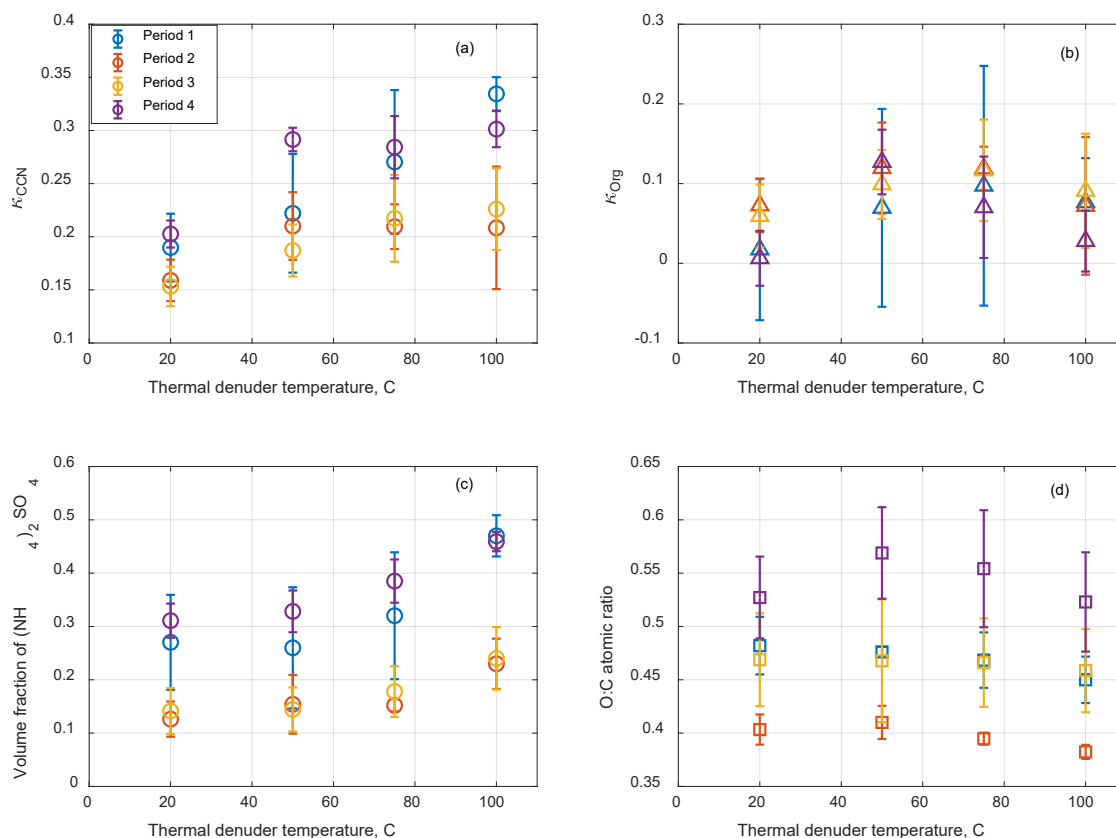 0.4
0.35
0.3
0.25
0.2
0.15
0.1
κCCN
Period 1
Period 2
Period 3
Period 4
(a)
0 20 40 60 80 100
Thermal denuder temperature, C
0.3
0.2
0.1
0
-0.1
κOrg
(b)
0 20 40 60 80 100
Thermal denuder temperature, C
0.6
0.5
0.4
0.3
0.2
0.1
0
Volume fraction of (NH4)2 SO4
(c)
0 20 40 60 80 100
Thermal denuder temperature, C
0.65
0.6
0.55
0.5
0.45
0.4
0.35
O:C atomic ratio
(d)
0 20 40 60 80 100
Thermal denuder temperature, C